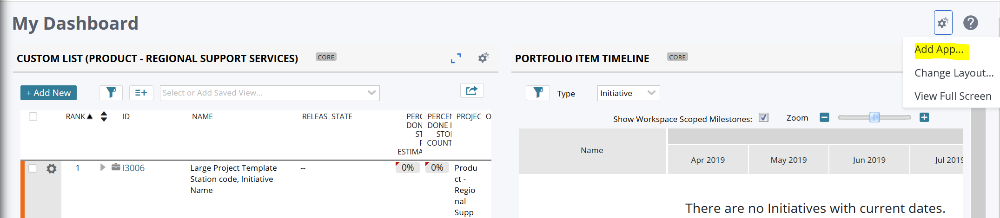 My Dashboard
Add App...
Change Layout...
View Full Screen
CUSTOM LIST (PRODUCT - REGIONAL SUPPORT SERVICES) CORE
+ Add New
Select or Add Saved View...
RANK ID NAME RELEAS STATE PERC PERCEN PROJEC O
DON DONE
ST STO
COUNT
ESTIMA
1 I3006 Large Project Template -- 0% 0% Produ
Station code, Initiative ct -
Name Regio
nal
Supp
PORTFOLIO ITEM TIMELINE CORE
Type Initiative
Show Workspace Scoped Milestones: Zoom
Name
Apr 2019 May 2019 Jun 2019 Jul 2019
There are no Initiatives with current dates.